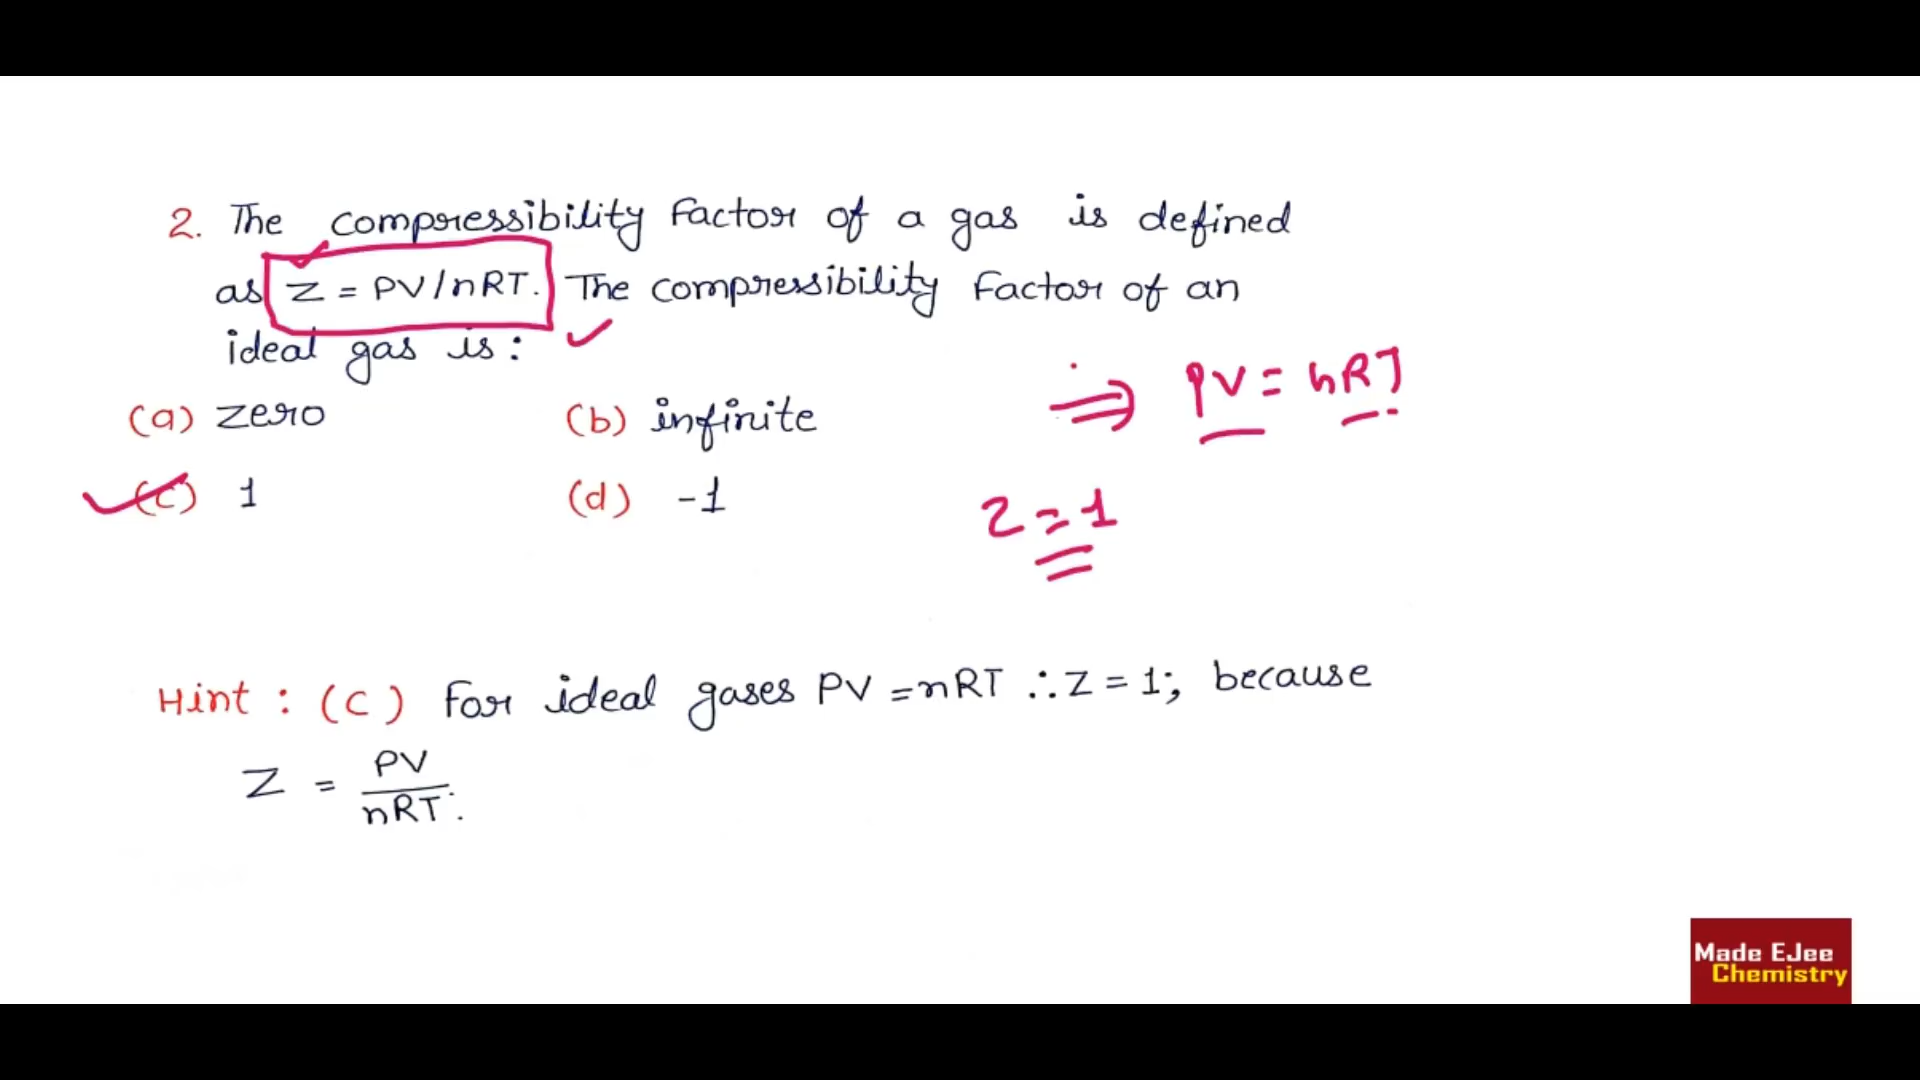 2. The compressibility Factor of a gas is defined
as Z = PV/nRT. The compressibility Factor of an
ideal gas is:
⇒ PV = nRT
(a) zero (b) infinite
(c) 1 (d) -1
Z = 1
Hint : (C) For ideal gases PV = nRT ∴ Z = 1; because
Z = PV/nRT.
Made EJee
Chemistry